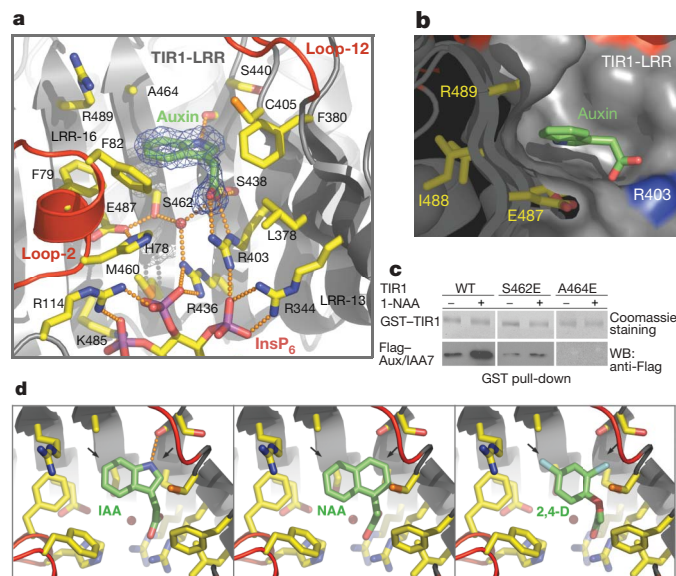 a
Loop-12
TIR1-LRR
S440
A464
Auxin
C405
R489
F380
LRR-16
F82
F79
S462
S438
E487
L378
Loop-2
H78
R403
M460
LRR-13
R114
R436
R344
K485
InsP6
b
TIR1-LRR
R489
Auxin
I488
R403
E487
c
TIR1 WT S462E A464E
1-NAA – + – + – +
GST–TIR1 Coomassie staining
Flag–Aux/IAA7 WB: anti-Flag
GST pull-down
d
IAA NAA 2,4-D